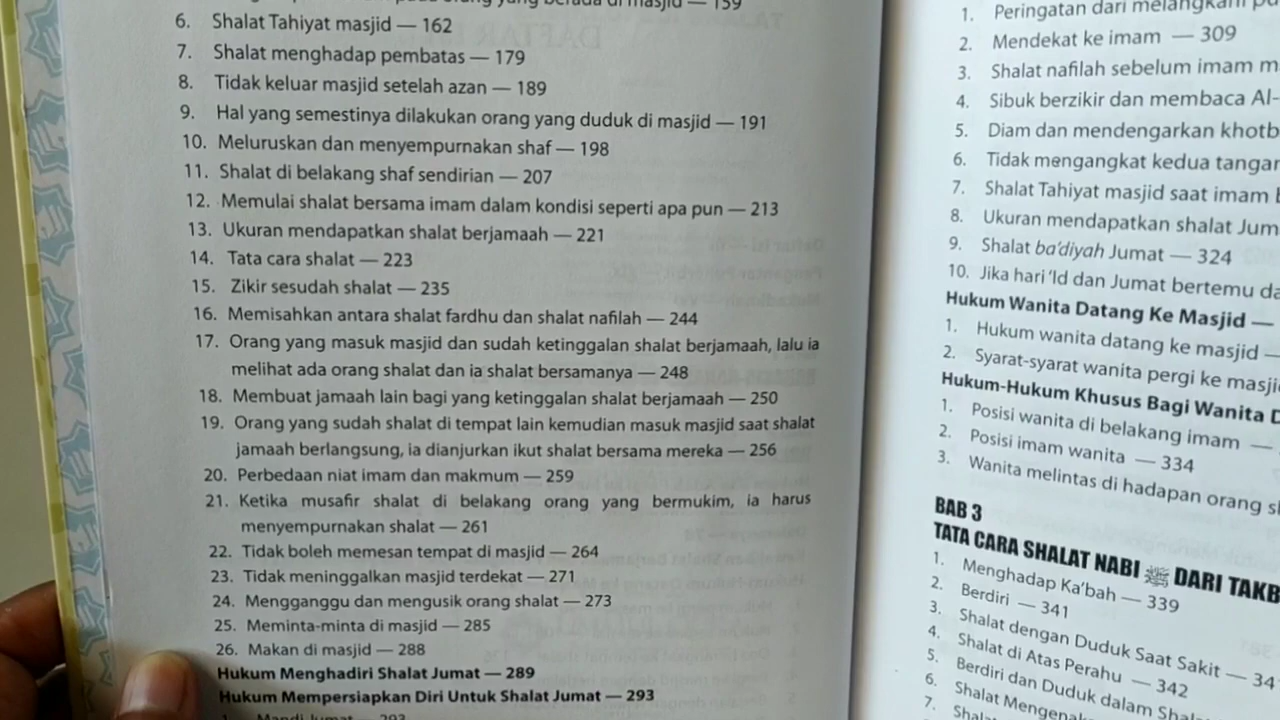 di masjid — 159
6. Shalat Tahiyat masjid — 162
7. Shalat menghadap pembatas — 179
8. Tidak keluar masjid setelah azan — 189
9. Hal yang semestinya dilakukan orang yang duduk di masjid — 191
10. Meluruskan dan menyempurnakan shaf — 198
11. Shalat di belakang shaf sendirian — 207
12. Memulai shalat bersama imam dalam kondisi seperti apa pun — 213
13. Ukuran mendapatkan shalat berjamaah — 221
14. Tata cara shalat — 223
15. Zikir sesudah shalat — 235
16. Memisahkan antara shalat fardhu dan shalat nafilah — 244
17. Orang yang masuk masjid dan sudah ketinggalan shalat berjamaah, lalu ia
melihat ada orang shalat dan ia shalat bersamanya — 248
18. Membuat jamaah lain bagi yang ketinggalan shalat berjamaah — 250
19. Orang yang sudah shalat di tempat lain kemudian masuk masjid saat shalat
jamaah berlangsung, ia dianjurkan ikut shalat bersama mereka — 256
20. Perbedaan niat imam dan makmum — 259
21. Ketika musafir shalat di belakang orang yang bermukim, ia harus
menyempurnakan shalat — 261
22. Tidak boleh memesan tempat di masjid — 264
23. Tidak meninggalkan masjid terdekat — 271
24. Mengganggu dan mengusik orang shalat — 273
25. Meminta-minta di masjid — 285
26. Makan di masjid — 288
Hukum Menghadiri Shalat Jumat — 289
Hukum Mempersiapkan Diri Untuk Shalat Jumat — 293
1. Mandi Jumat — 293
1. Peringatan dari melangkahi
2. Mendekat ke imam — 309
3. Shalat nafilah sebelum imam
4. Sibuk berzikir dan membaca Al-
5. Diam dan mendengarkan
6. Tidak mengangkat kedua
7. Shalat Tahiyat masjid saat imam
8. Ukuran mendapatkan shalat
9. Shalat ba'diyah Jumat — 324
10. Jika hari 'Id dan Jumat bertemu
Hukum Wanita Datang Ke Masjid —
1. Hukum wanita datang ke masjid —
2. Syarat-syarat wanita pergi ke
Hukum-Hukum Khusus Bagi Wanita
1. Posisi wanita di belakang imam —
2. Posisi imam wanita — 334
3. Wanita melintas di hadapan orang
BAB 3
TATA CARA SHALAT NABI ﷺ DARI
1. Menghadap Ka'bah — 339
2. Berdiri — 341
3. Shalat dengan Duduk Saat Sakit —
4. Shalat di Atas Perahu — 342
5. Berdiri dan Duduk dalam
6. Shalat
7.